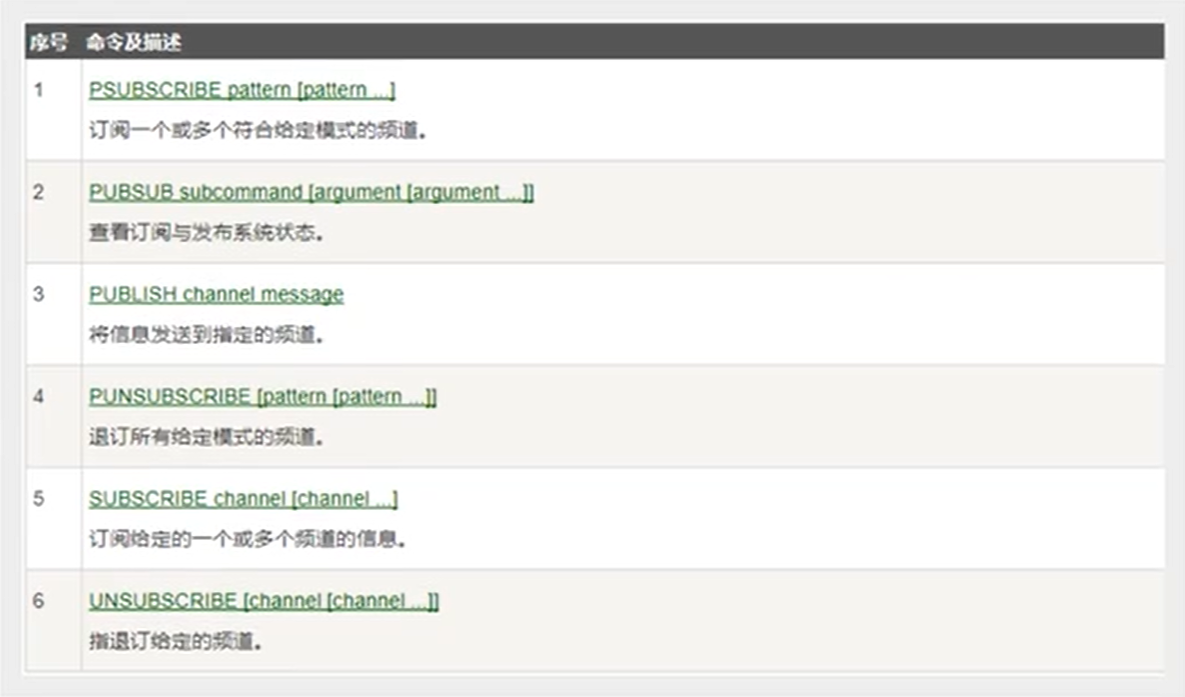 序号 命令及描述
1 PSUBSCRIBE pattern [pattern ...]
订阅一个或多个符合给定模式的频道。
2 PUBSUB subcommand [argument [argument ...]]
查看订阅与发布系统状态。
3 PUBLISH channel message
将信息发送到指定的频道。
4 PUNSUBSCRIBE [pattern [pattern ...]]
退订所有给定模式的频道。
5 SUBSCRIBE channel [channel ...]
订阅给定的一个或多个频道的信息。
6 UNSUBSCRIBE [channel [channel ...]]
指退订给定的频道。